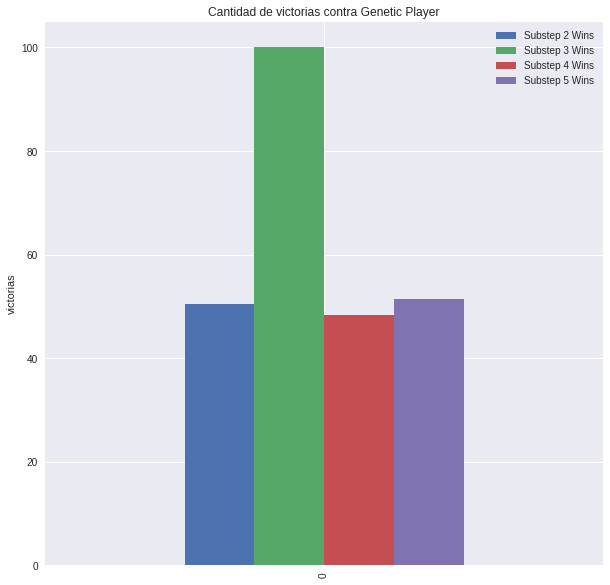 Cantidad de victorias contra Genetic Player
Substep 2 Wins
Substep 3 Wins
Substep 4 Wins
Substep 5 Wins
100
80
60
40
20
0
victorias
0